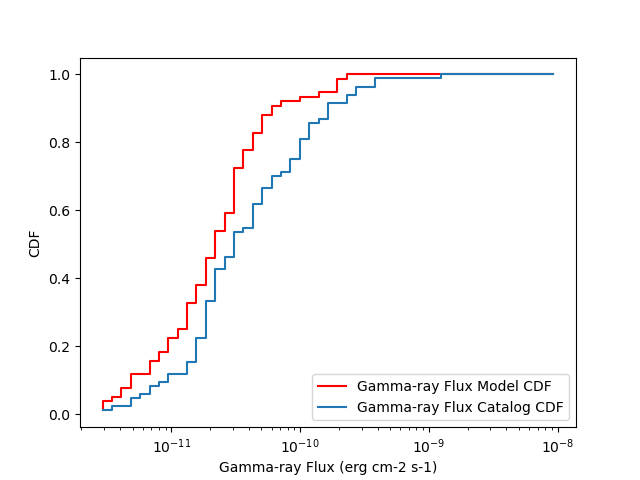 1.0
0.8
0.6
0.4
0.2
0.0
CDF
10⁻¹¹ 10⁻¹⁰ 10⁻⁹ 10⁻⁸
Gamma-ray Flux (erg cm-2 s-1)
Gamma-ray Flux Model CDF
Gamma-ray Flux Catalog CDF